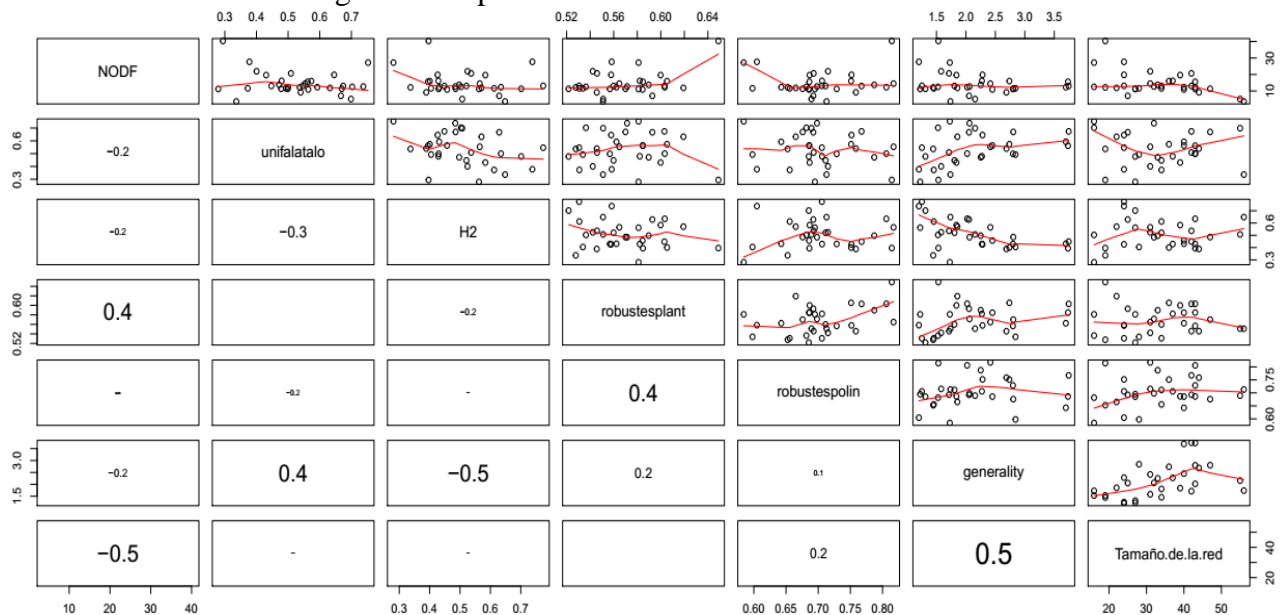 0.3 0.4 0.5 0.6 0.7 0.52 0.56 0.60 0.64 1.5 2.0 2.5 3.0 3.5
NODF 10 30
0.3 0.6 −0.2 unifalatalo
−0.2 −0.3 H2 0.3 0.6
0.52 0.60 0.4 −0.2 robustesplant
- −0.2 - 0.4 robustespolin 0.60 0.75
1.5 3.0 −0.2 0.4 −0.5 0.2 0.1 generality
−0.5 - - 0.2 0.5 Tamaño.de.la.red 20 40
10 20 30 40 0.3 0.4 0.5 0.6 0.7 0.60 0.65 0.70 0.75 0.80 20 30 40 50